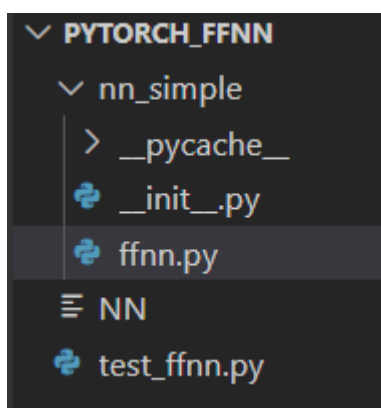 PYTORCH_FFNN
nn_simple
__pycache__
__init__.py
ffnn.py
NN
test_ffnn.py